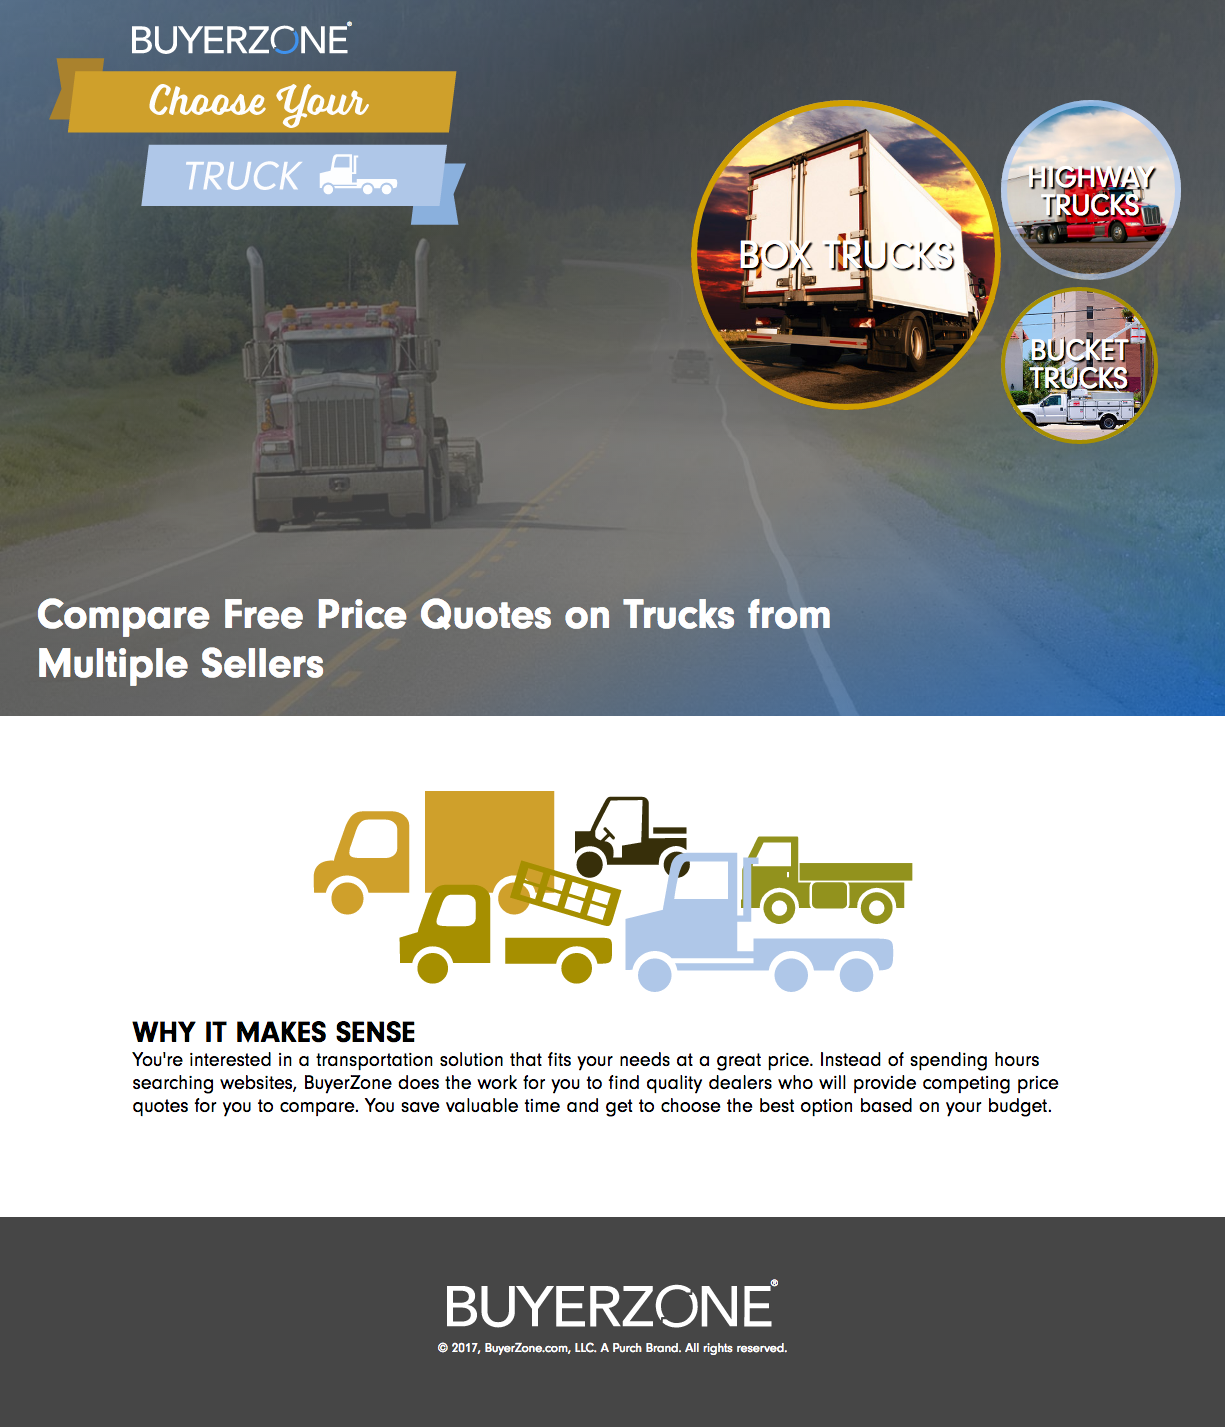 BUYERZONE®
Choose Your
TRUCK
BOX TRUCKS
HIGHWAY
TRUCKS
BUCKET
TRUCKS
Compare Free Price Quotes on Trucks from
Multiple Sellers
WHY IT MAKES SENSE
You're interested in a transportation solution that fits your needs at a great price. Instead of spending hours
searching websites, BuyerZone does the work for you to find quality dealers who will provide competing price
quotes for you to compare. You save valuable time and get to choose the best option based on your budget.
BUYERZONE®
© 2017, BuyerZone.com, LLC. A Purch Brand. All rights reserved.